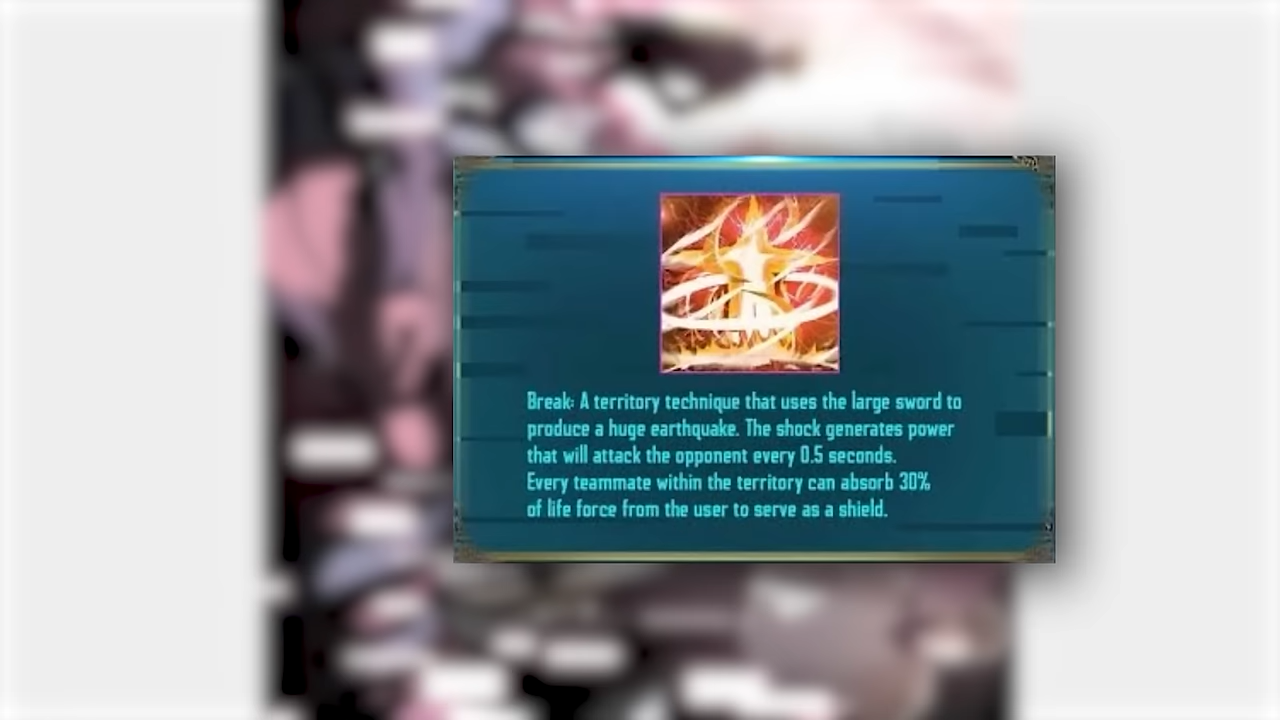 Break: A territory technique that uses the large sword to
produce a huge earthquake. The shock generates power
that will attack the opponent every 0.5 seconds.
Every teammate within the territory can absorb 30%
of life force from the user to serve as a shield.